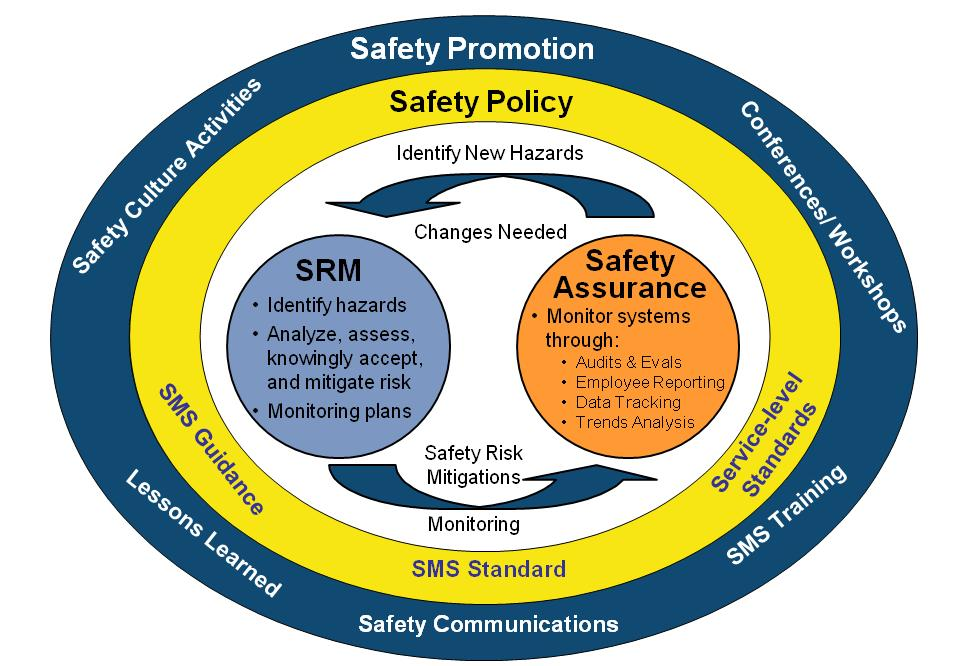 Safety Promotion
Safety Policy
Safety Culture Activities
Conferences/ Workshops
Identify New Hazards
Changes Needed
SRM
• Identify hazards
• Analyze, assess,
knowingly accept,
and mitigate risk
• Monitoring plans
Safety
Assurance
• Monitor systems
through:
• Audits & Evals
• Employee Reporting
• Data Tracking
• Trends Analysis
Safety Risk
Mitigations
Monitoring
SMS Guidance
Service-level
Standards
SMS Standard
Lessons Learned
SMS Training
Safety Communications